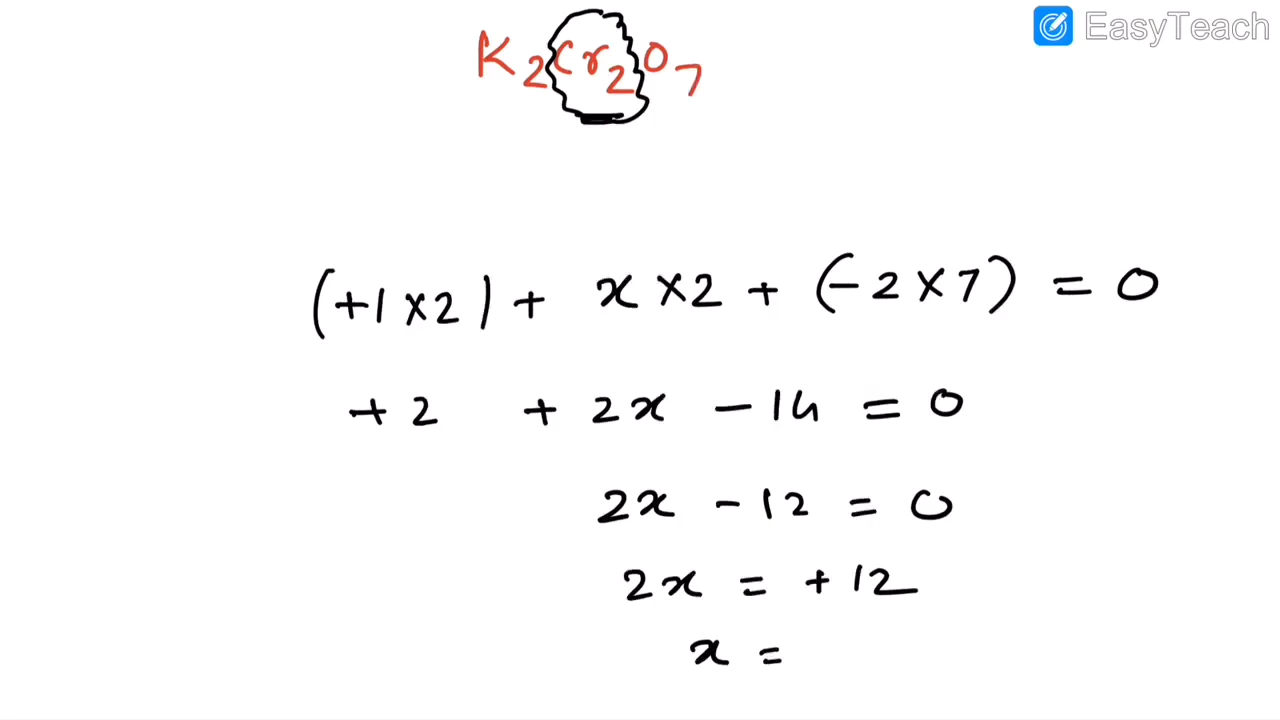 EasyTeach
K₂Cr₂O₇
(+1×2) + x×2 + (-2×7) = 0
+2 + 2x - 14 = 0
2x - 12 = 0
2x = +12
x =